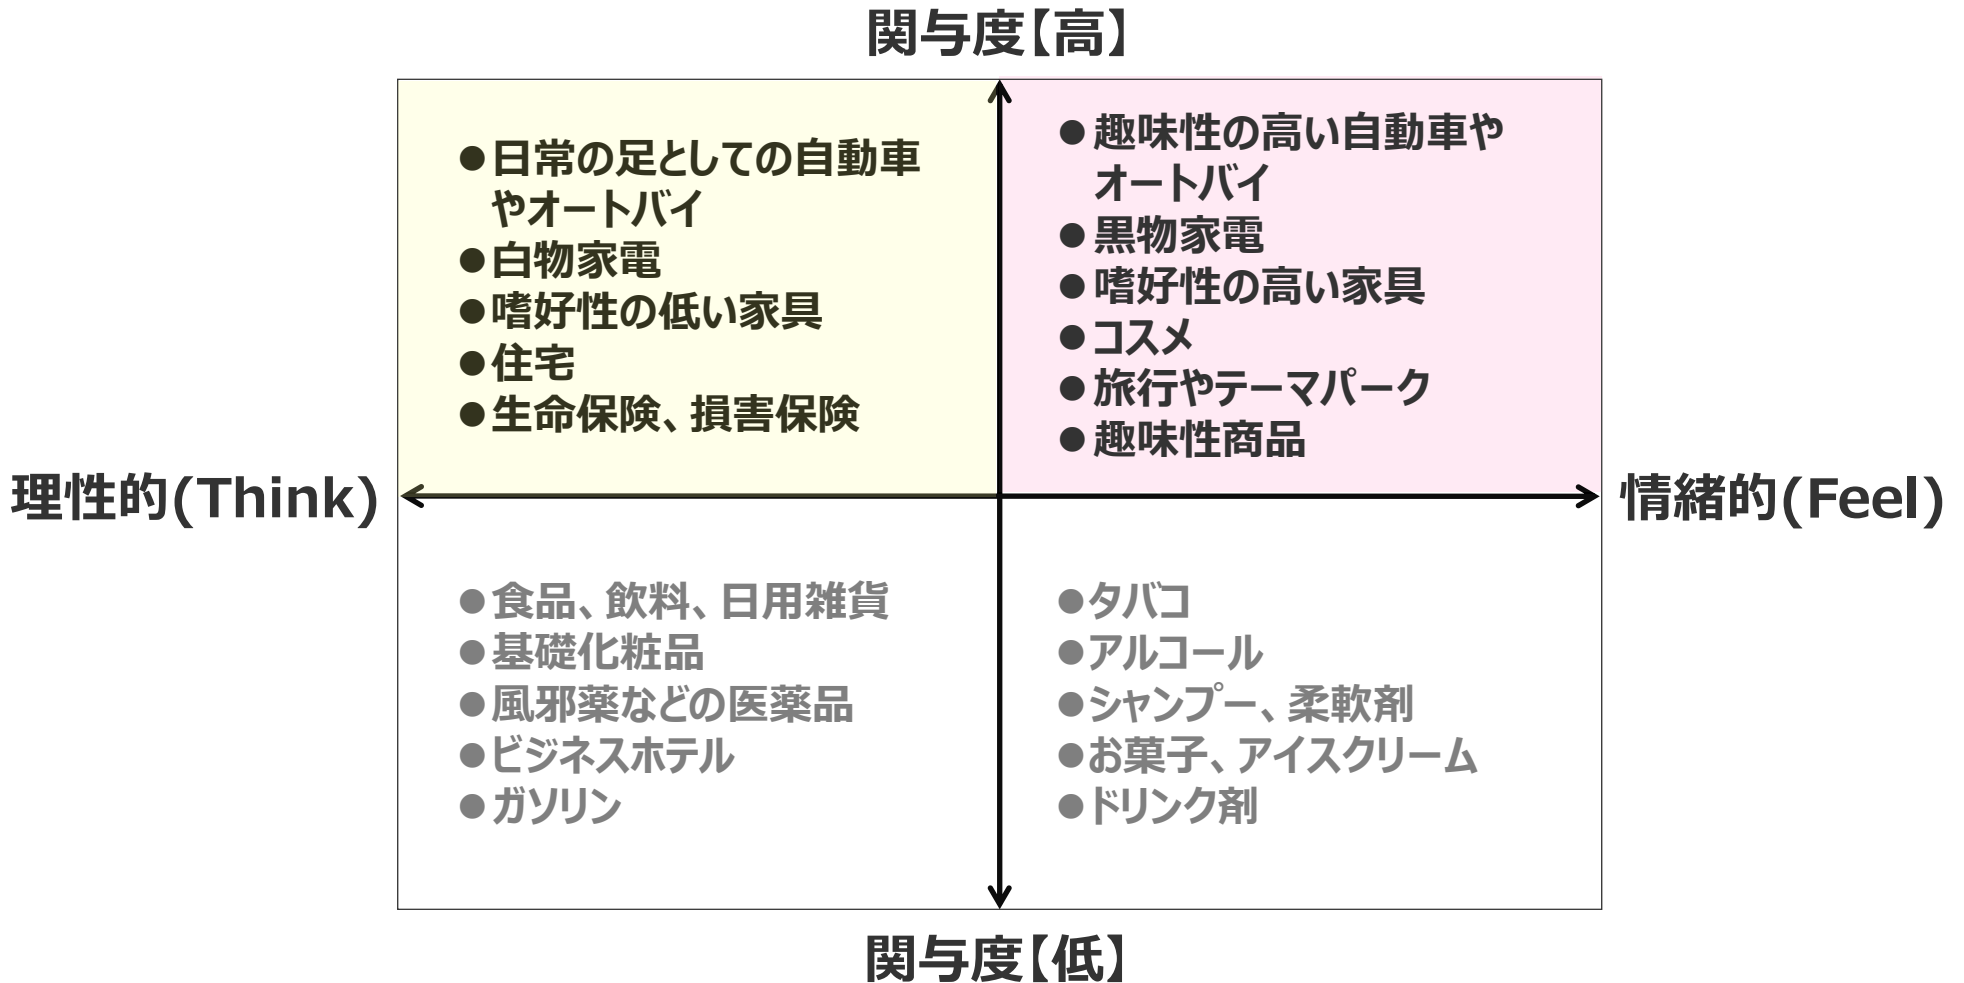 関与度【高】
●日常の足としての自動車
やオートバイ
●白物家電
●嗜好性の低い家具
●住宅
●生命保険、損害保険
●趣味性の高い自動車や
オートバイ
●黒物家電
●嗜好性の高い家具
●コスメ
●旅行やテーマパーク
●趣味性商品
理性的(Think)
情緒的(Feel)
●食品、飲料、日用雑貨
●基礎化粧品
●風邪薬などの医薬品
●ビジネスホテル
●ガソリン
●タバコ
●アルコール
●シャンプー、柔軟剤
●お菓子、アイスクリーム
●ドリンク剤
関与度【低】